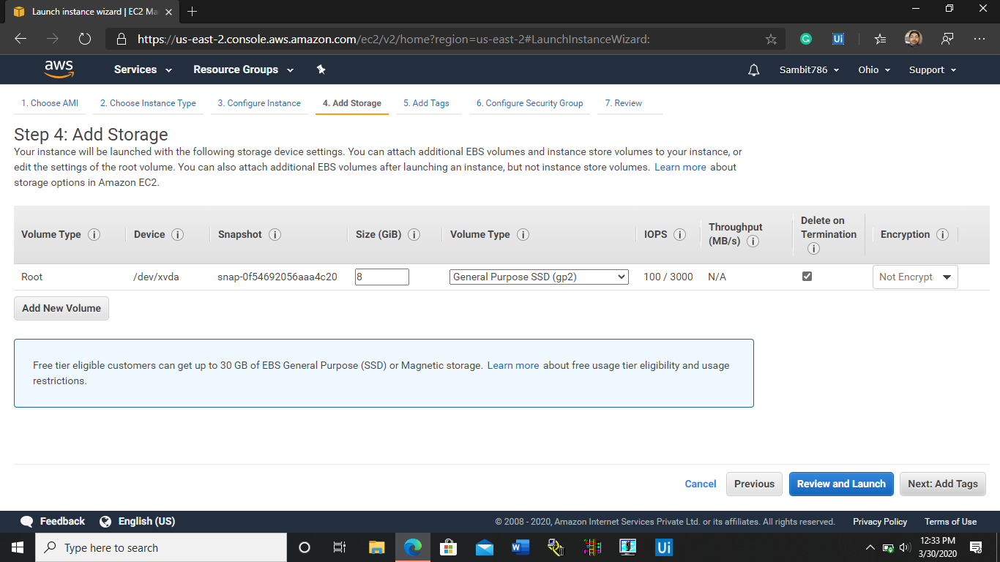 Launch instance wizard | EC2 Ma
https://us-east-2.console.aws.amazon.com/ec2/v2/home?region=us-east-2#LaunchInstanceWizard:
G
Ui
aws
Services
Resource Groups
Sambit786
Ohio
Support
1. Choose AMI
2. Choose Instance Type
3. Configure Instance
4. Add Storage
5. Add Tags
6. Configure Security Group
7. Review
Step 4: Add Storage
Your instance will be launched with the following storage device settings. You can attach additional EBS volumes and instance store volumes to your instance, or
edit the settings of the root volume. You can also attach additional EBS volumes after launching an instance, but not instance store volumes. Learn more about
storage options in Amazon EC2.
Volume Type
Device
Snapshot
Size (GiB)
Volume Type
IOPS
Throughput
(MB/s)
Delete on
Termination
Encryption
Root
/dev/xvda
snap-0f54692056aaa4c20
8
General Purpose SSD (gp2)
100 / 3000
N/A
Not Encrypt
Add New Volume
Free tier eligible customers can get up to 30 GB of EBS General Purpose (SSD) or Magnetic storage. Learn more about free usage tier eligibility and usage
restrictions.
Cancel
Previous
Review and Launch
Next: Add Tags
Feedback
English (US)
© 2008 - 2020, Amazon Internet Services Private Ltd. or its affiliates. All rights reserved.
Privacy Policy
Terms of Use
Type here to search
W
Ui
12:33 PM
3/30/2020